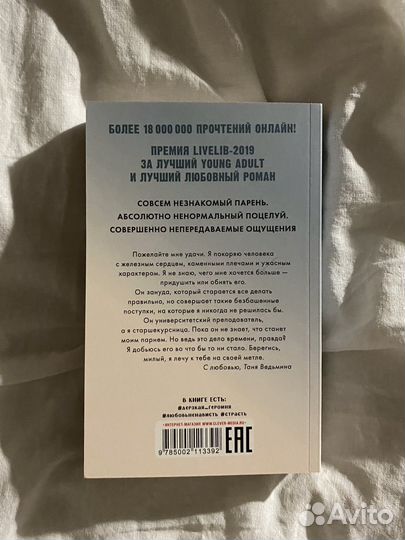 БОЛЕЕ 18 000 000 ПРОЧТЕНИЙ ОНЛАЙН!
ПРЕМИЯ LIVELIB-2019
ЗА ЛУЧШИЙ YOUNG ADULT
И ЛУЧШИЙ ЛЮБОВНЫЙ РОМАН
СОВСЕМ НЕЗНАКОМЫЙ ПАРЕНЬ.
АБСОЛЮТНО НЕНОРМАЛЬНЫЙ ПОЦЕЛУЙ.
СОВЕРШЕННО НЕПЕРЕДАВАЕМЫЕ ОЩУЩЕНИЯ
Пожелайте мне удачи. Я покоряю человека
с железным сердцем, каменными плечами и ужасным
характером. Я не знаю, чего мне хочется больше —
придушить или обнять его.
Он зануда, который старается все делать
правильно, но совершает такие безбашенные
поступки, на которые я никогда не решилась бы.
Он университетский преподаватель,
а я старшекурсница. Пока он не знает, что станет
моим парнем. Но ведь это дело времени, правда?
Я добьюсь его во что бы то ни стало. Берегись,
милый, я лечу к тебе на своей метле.
С любовью, Таня Ведьмина
В КНИГЕ ЕСТЬ:
#дерзкая_героиня
#любовьненависть #страсть
•ИНТЕРНЕТ-МАГАЗИН WWW.CLEVER-MEDIA.RU
9 785002 113392
EAC
Avito